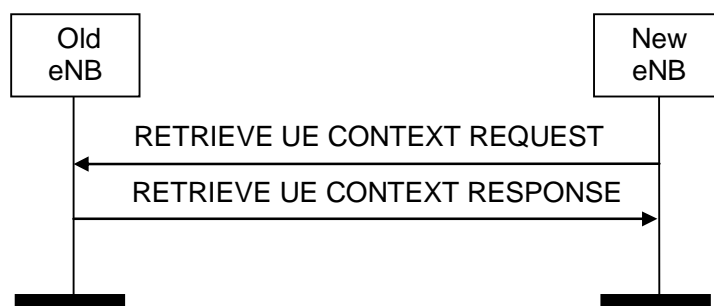 Old
eNB
New
eNB
RETRIEVE UE CONTEXT REQUEST
RETRIEVE UE CONTEXT RESPONSE